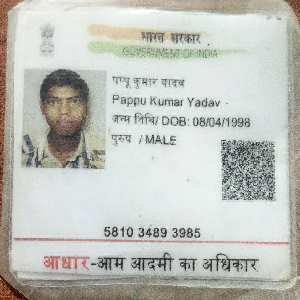 भारत सरकार
GOVERNMENT OF INDIA
पप्पू कुमार यादव
Pappu Kumar Yadav
जन्म तिथि/ DOB: 08/04/1998
पुरुष / MALE
5810 3489 3985
आधार-आम आदमी का अधिकार